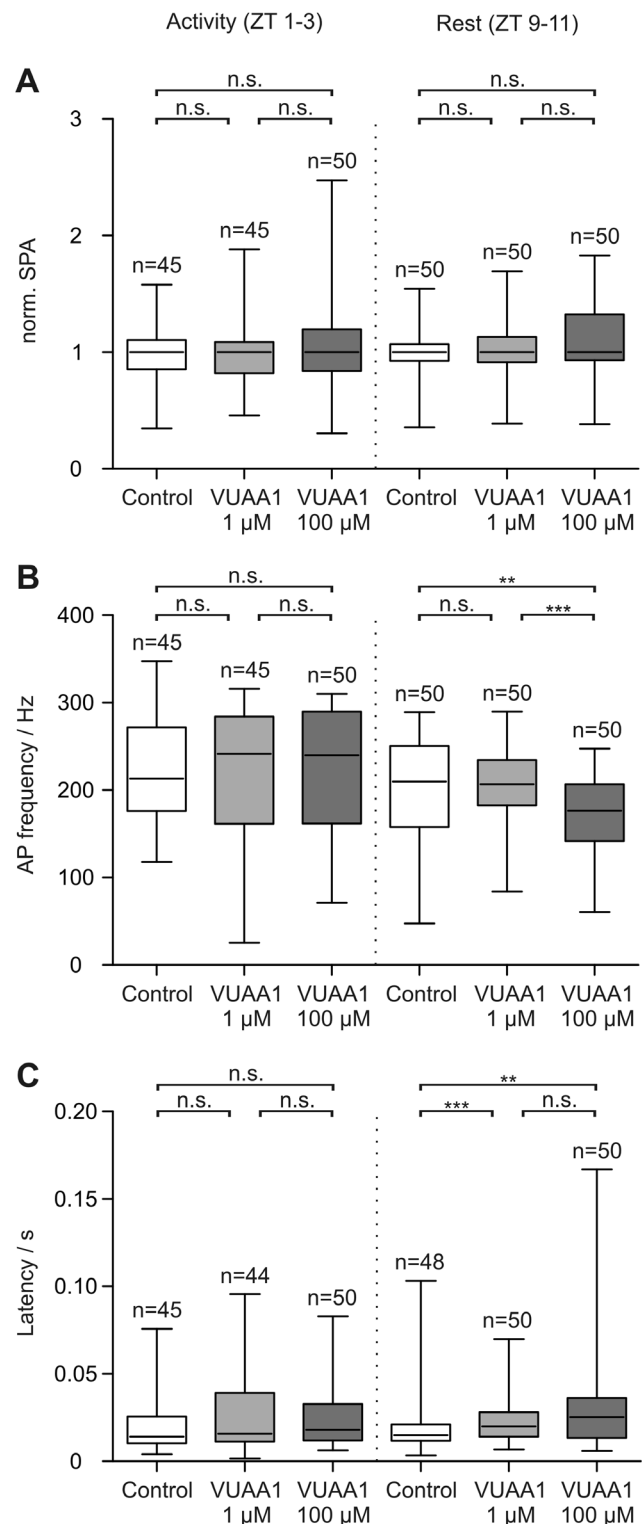 Activity (ZT 1-3) Rest (ZT 9-11)
A
n.s. n.s.
n.s. n.s. n.s. n.s.
3
2
1
0
norm. SPA
n=45 n=45 n=50 n=50 n=50 n=50
Control VUAA1 VUAA1 Control VUAA1 VUAA1
1 µM 100 µM 1 µM 100 µM
B
n.s. **
n.s. n.s. n.s. ***
400
300
200
100
0
AP frequency / Hz
n=45 n=45 n=50 n=50 n=50 n=50
Control VUAA1 VUAA1 Control VUAA1 VUAA1
1 µM 100 µM 1 µM 100 µM
C
n.s. **
n.s. n.s. *** n.s.
0.20
0.15
0.10
0.05
0
Latency / s
n=45 n=44 n=50 n=48 n=50 n=50
Control VUAA1 VUAA1 Control VUAA1 VUAA1
1 µM 100 µM 1 µM 100 µM